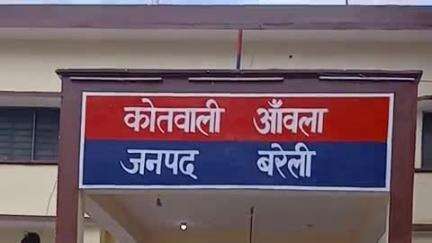 कोतवाली आँवला
जनपद बरेली